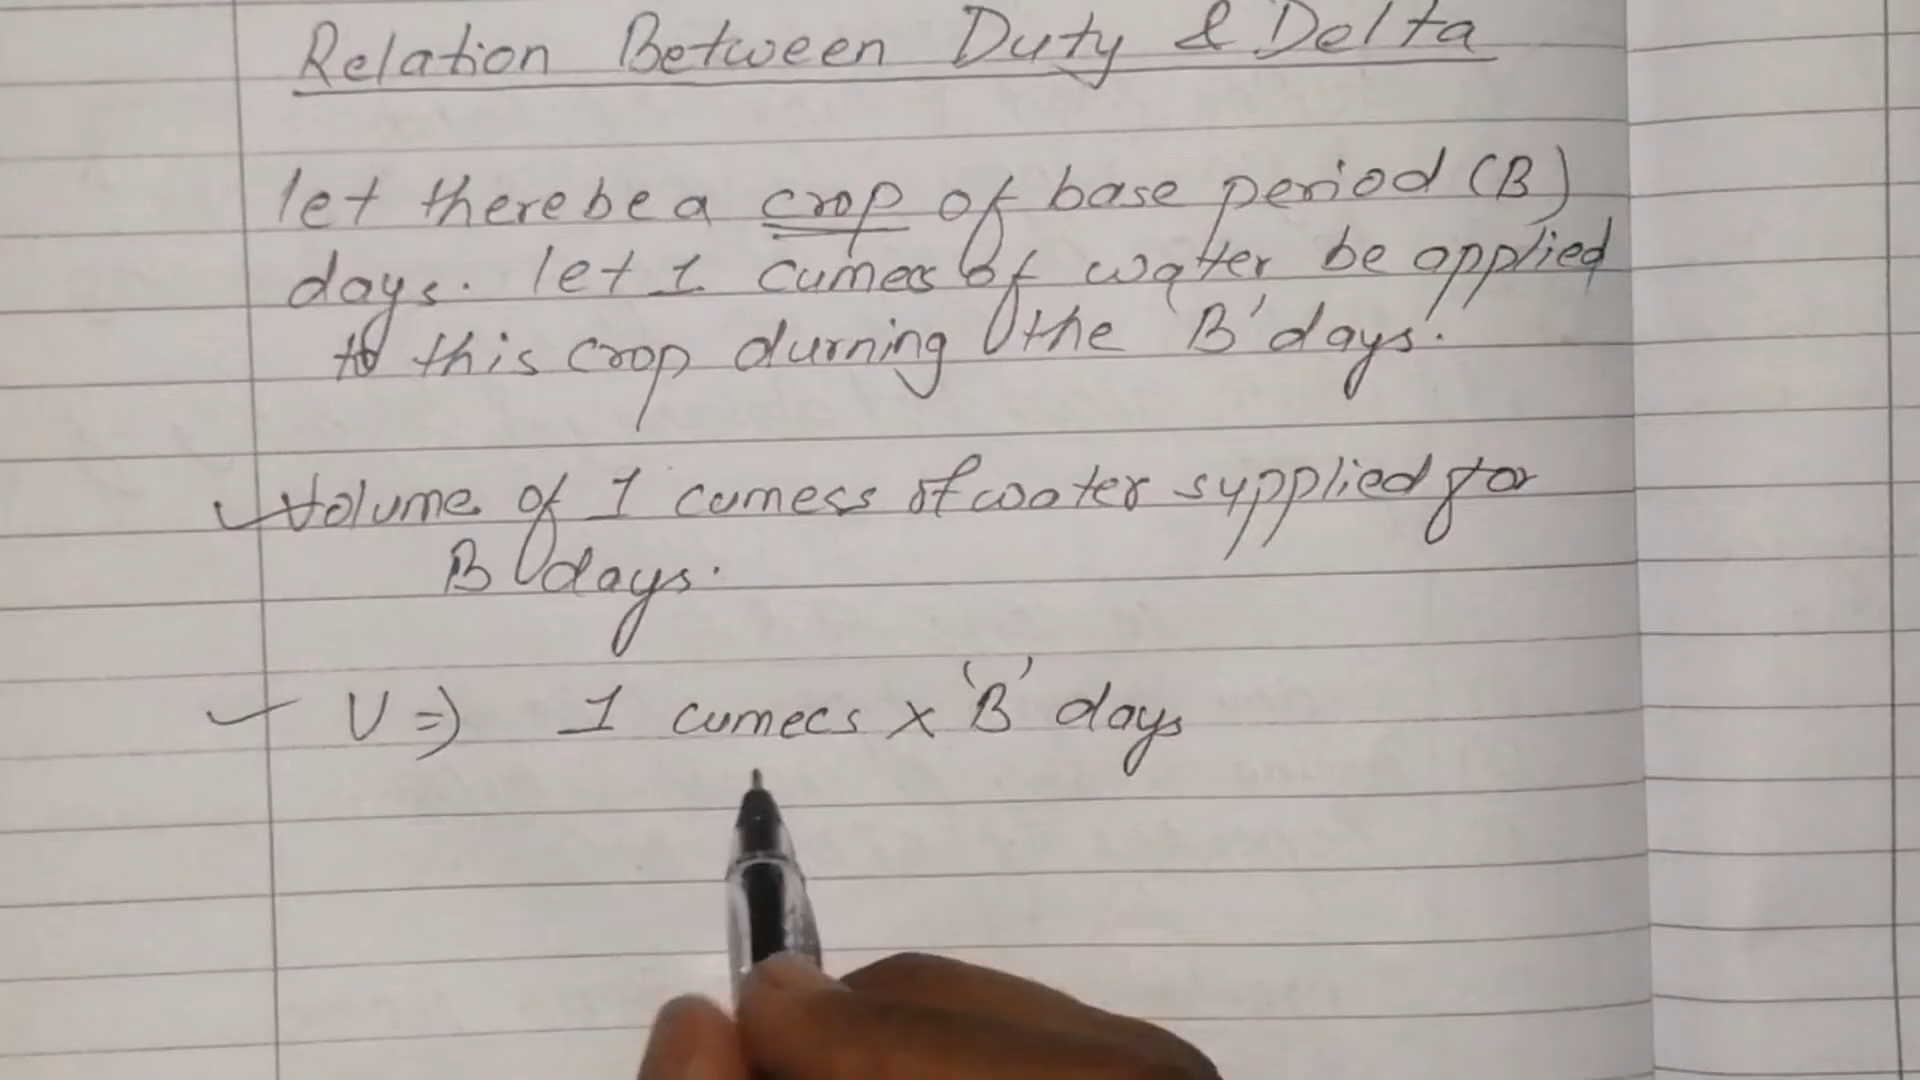 Relation Between Duty & Delta
let there be a crop of base period (B)
days. let 1 cumecs of water be applied
to this crop durning the 'B' days.
Volume of 1 cumess of water supplied for
B days.
V => 1 cumecs x 'B' days